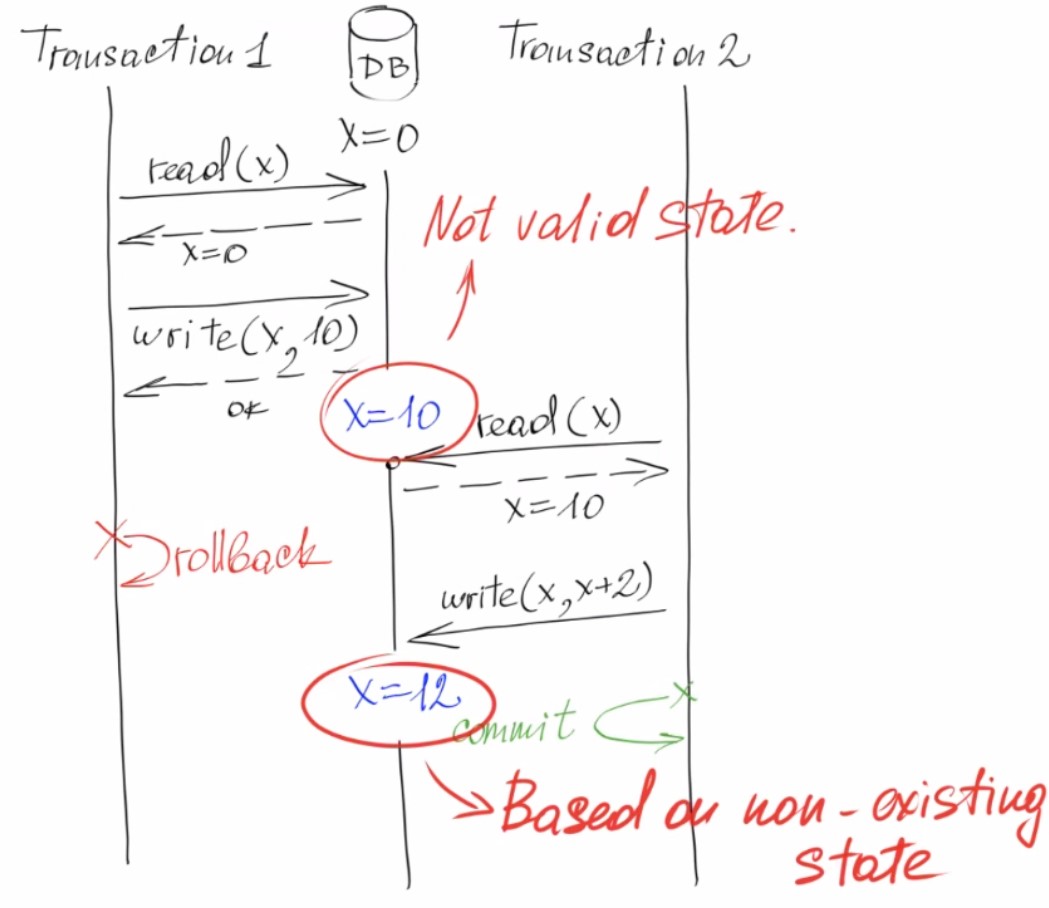 Transaction 1
DB
Transaction 2
x=0
read(x)
x=0
Not valid state.
write(x, 10)
ok
x=10
read(x)
x=10
rollback
write(x, x+2)
x=12
commit
Based on non-existing
state